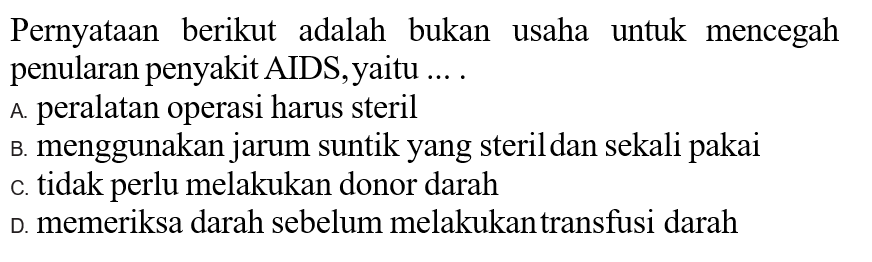 Pernyataan berikut adalah bukan usaha untuk mencegah
penularan penyakit AIDS, yaitu ... .
A. peralatan operasi harus steril
B. menggunakan jarum suntik yang steril dan sekali pakai
C. tidak perlu melakukan donor darah
D. memeriksa darah sebelum melakukan transfusi darah